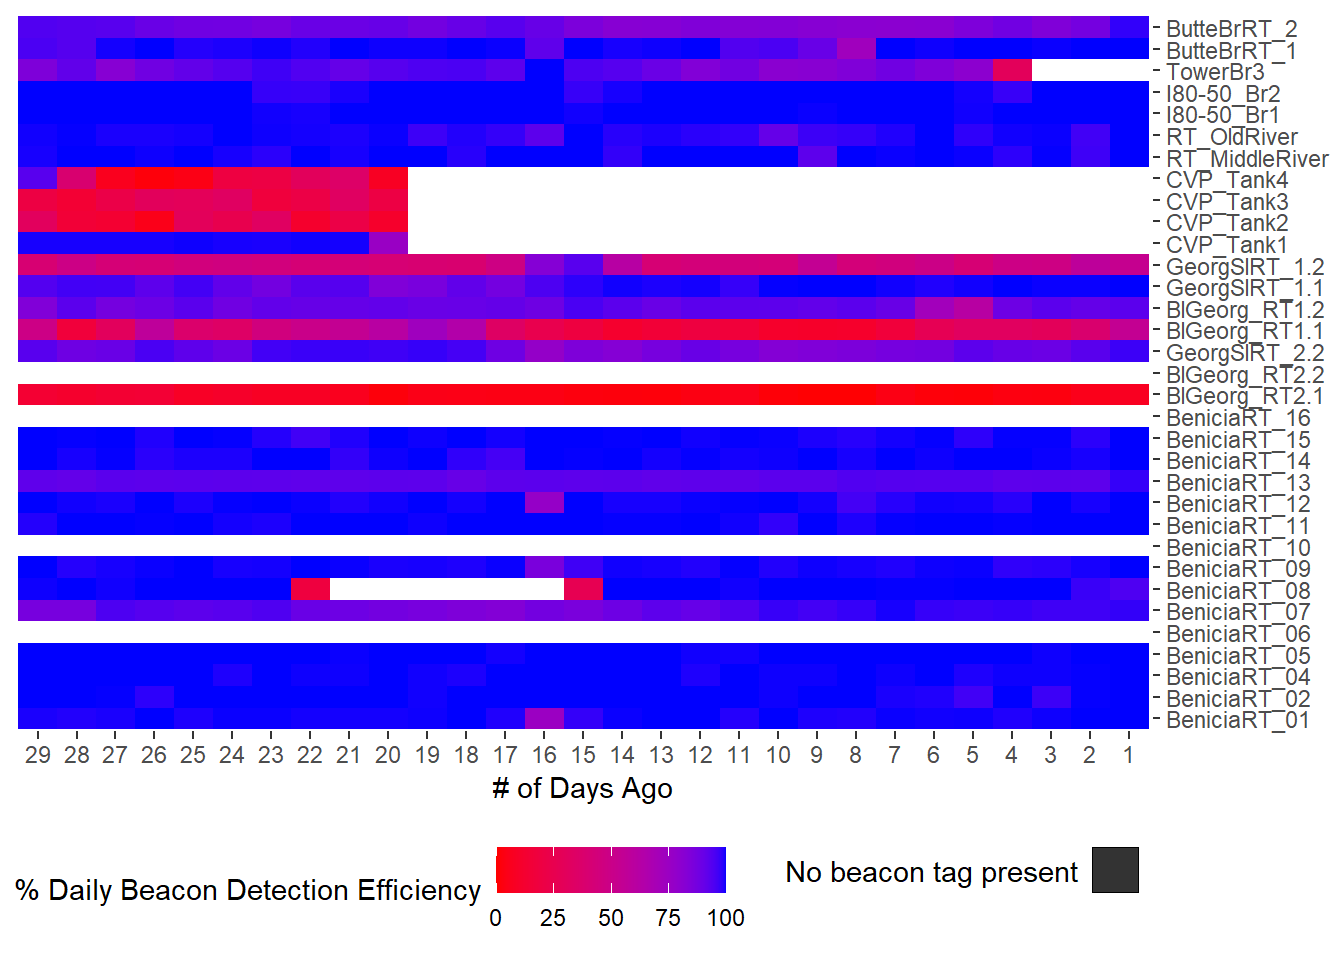 ButteBrRT_2
ButteBrRT_1
TowerBr3
I80-50_Br2
I80-50_Br1
RT_OldRiver
RT_MiddleRiver
CVP_Tank4
CVP_Tank3
CVP_Tank2
CVP_Tank1
GeorgSlRT_1.2
GeorgSlRT_1.1
BlGeorg_RT1.2
BlGeorg_RT1.1
GeorgSlRT_2.2
BlGeorg_RT2.2
BlGeorg_RT2.1
BeniciaRT_16
BeniciaRT_15
BeniciaRT_14
BeniciaRT_13
BeniciaRT_12
BeniciaRT_11
BeniciaRT_10
BeniciaRT_09
BeniciaRT_08
BeniciaRT_07
BeniciaRT_06
BeniciaRT_05
BeniciaRT_04
BeniciaRT_02
BeniciaRT_01
29 28 27 26 25 24 23 22 21 20 19 18 17 16 15 14 13 12 11 10 9 8 7 6 5 4 3 2 1
# of Days Ago
% Daily Beacon Detection Efficiency
0 25 50 75 100
No beacon tag present